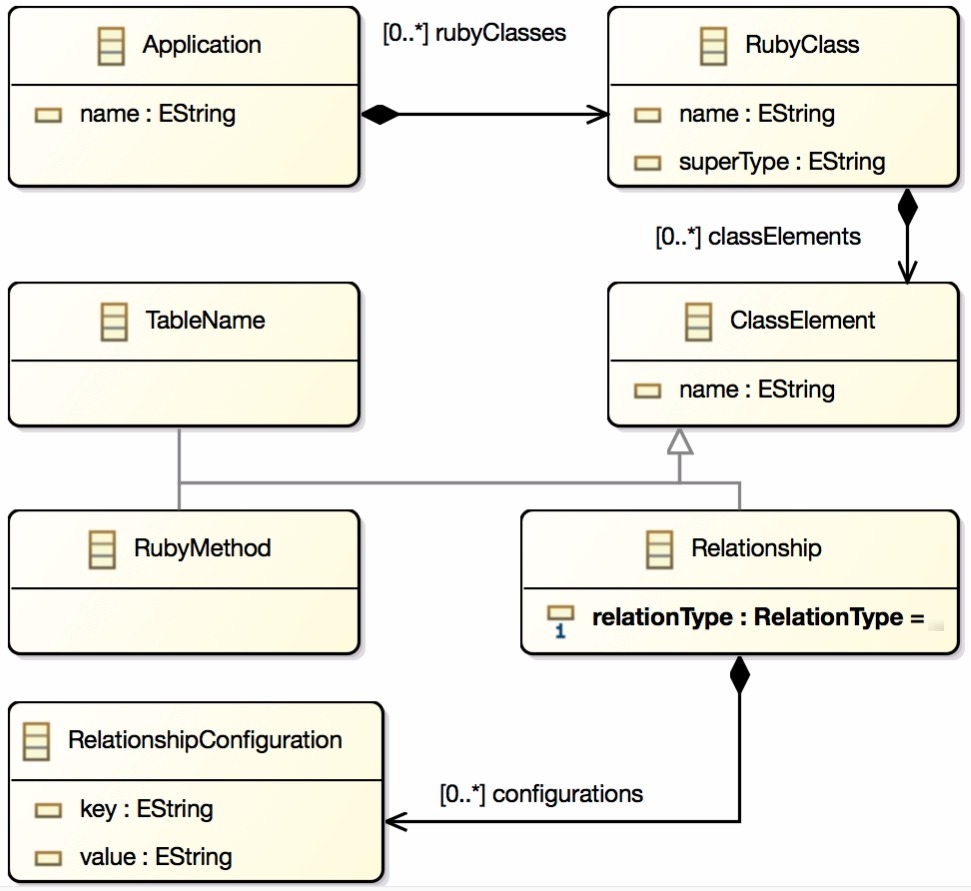 Application
name : EString
[0..*] rubyClasses
RubyClass
name : EString
superType : EString
[0..*] classElements
TableName
ClassElement
name : EString
RubyMethod
Relationship
1
relationType : RelationType =
RelationshipConfiguration
key : EString
value : EString
[0..*] configurations